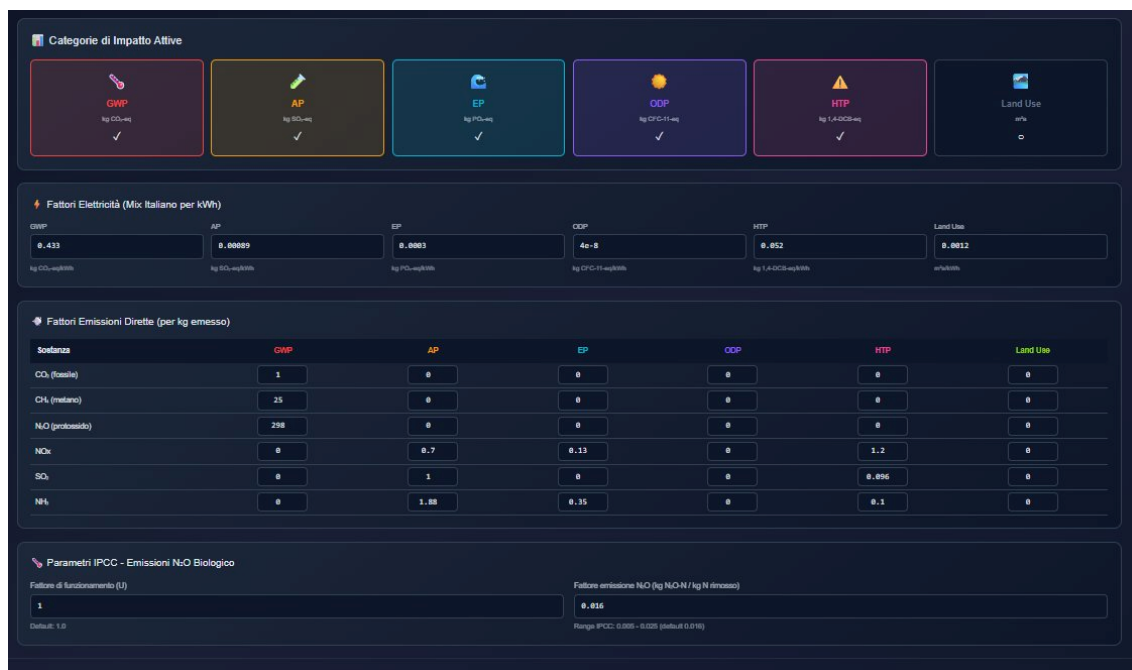 Categorie di Impatto Attive
GWP AP EP ODP HTP Land Use
kg CO₂-eq kg SO₂-eq kg PO₄-eq kg CFC-11-eq kg 1,4-DCB-eq m²a
✓ ✓ ✓ ✓ ✓ ○
Fattori Elettricità (Mix Italiano per kWh)
GWP AP EP ODP HTP Land Use
0.433 0.00089 0.0003 4e-8 0.052 0.0012
kg CO₂-eq/kWh kg SO₂-eq/kWh kg PO₄-eq/kWh kg CFC-11-eq/kWh kg 1,4-DCB-eq/kWh m²a/kWh
Fattori Emissioni Dirette (per kg emesso)
Sostanza GWP AP EP ODP HTP Land Use
CO₂ (fossile) 1 0 0 0 0 0
CH₄ (metano) 25 0 0 0 0 0
N₂O (protossido) 298 0 0 0 0 0
NOx 0 0.7 0.13 0 1.2 0
SO₂ 0 1 0 0 0.096 0
NH₃ 0 1.88 0.35 0 0.1 0
Parametri IPCC - Emissioni N₂O Biologico
Fattore di funzionamento (U) Fattore emissione N₂O (kg N₂O-N / kg N rimosso)
1 0.016
Default: 1.0 Range IPCC: 0.005 - 0.025 (default 0.016)